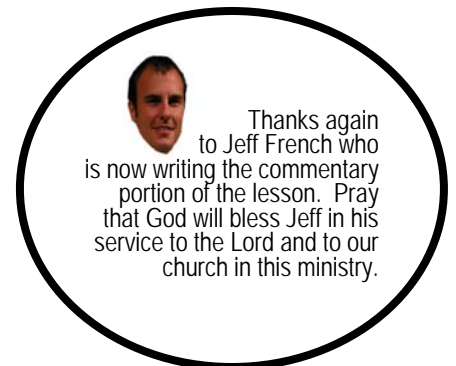 Thanks again
to Jeff French who
is now writing the commentary
portion of the lesson.  Pray
that God will bless Jeff in his
service to the Lord and to our
church in this ministry.